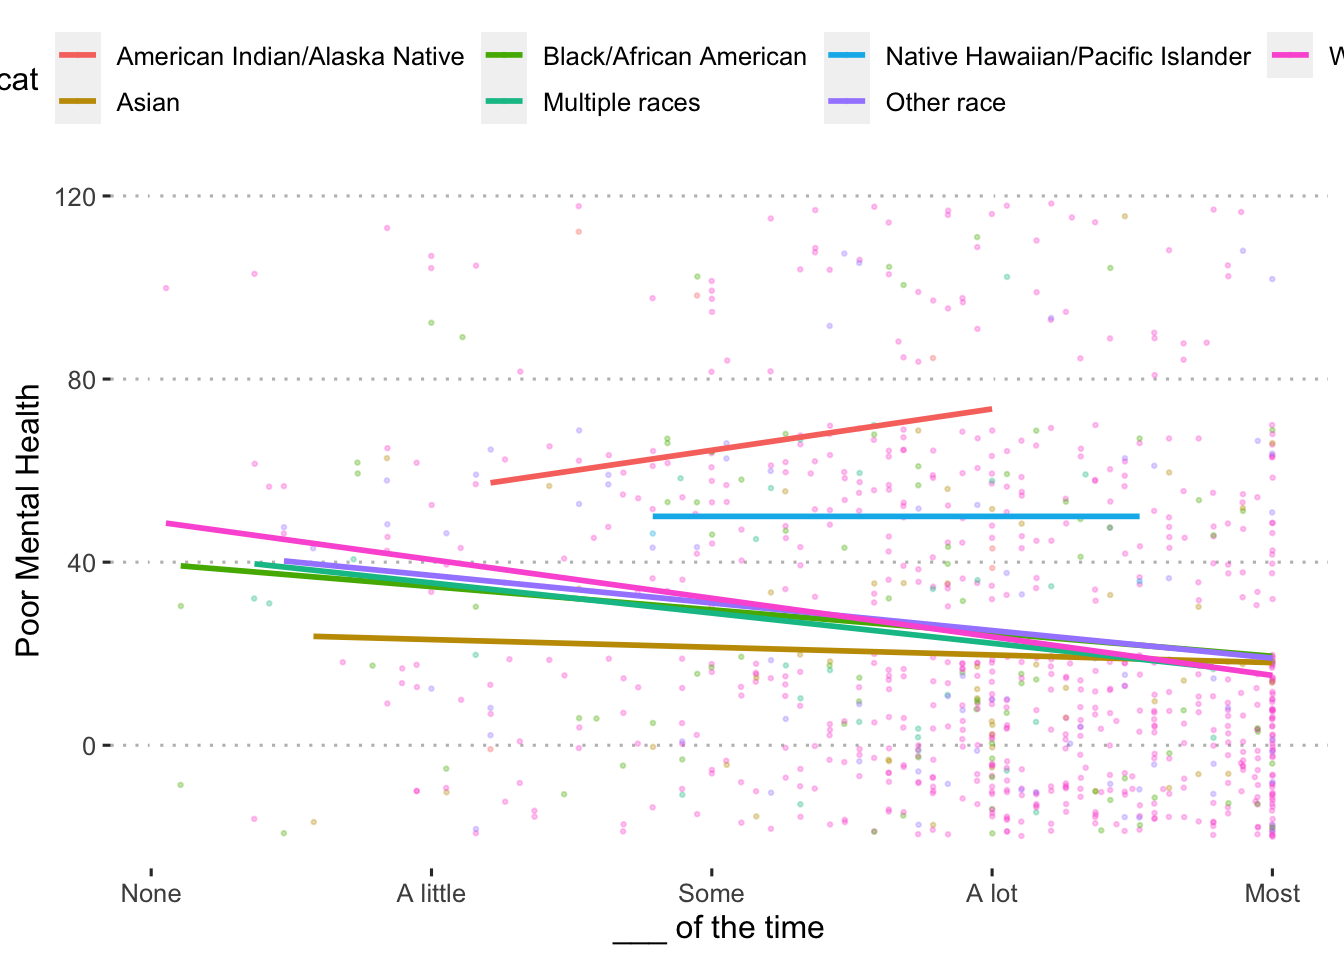 cat
American Indian/Alaska Native
Black/African American
Native Hawaiian/Pacific Islander
W
Asian
Multiple races
Other race
120
80
40
0
Poor Mental Health
None
A little
Some
A lot
Most
___ of the time